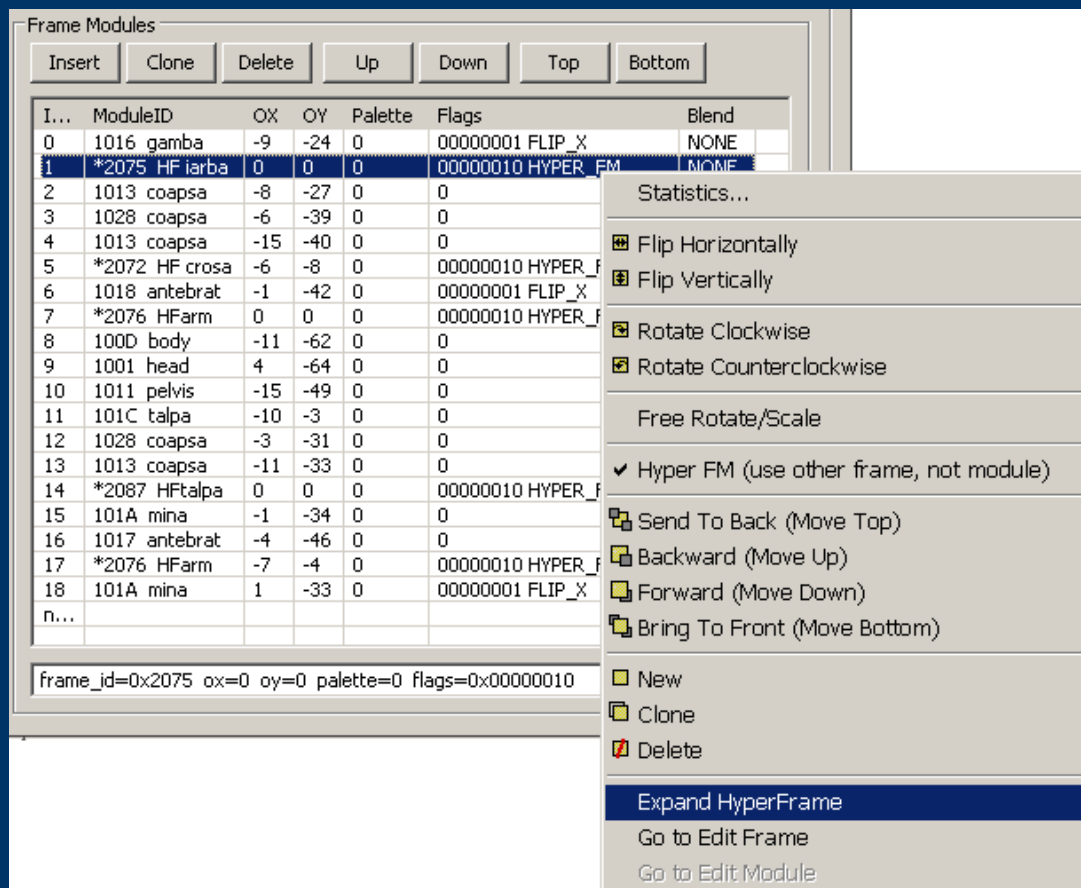 Frame Modules
Insert Clone Delete Up Down Top Bottom
I... ModuleID OX OY Palette Flags Blend
0 1016 gamba -9 -24 0 00000001 FLIP_X NONE
1 *2075 HF iarba 0 0 0 00000010 HYPER_FM NONE
2 1013 coapsa -8 -27 0 0
3 1028 coapsa -6 -39 0 0
4 1013 coapsa -15 -40 0 0
5 *2072 HF crosa -6 -8 0 00000010 HYPER_F
6 1018 antebrat -1 -42 0 00000001 FLIP_X
7 *2076 HFarm 0 0 0 00000010 HYPER_F
8 100D body -11 -62 0 0
9 1001 head 4 -64 0 0
10 1011 pelvis -15 -49 0 0
11 101C talpa -10 -3 0 0
12 1028 coapsa -3 -31 0 0
13 1013 coapsa -11 -33 0 0
14 *2087 HFtalpa 0 0 0 00000010 HYPER_F
15 101A mina -1 -34 0 0
16 1017 antebrat -4 -46 0 0
17 *2076 HFarm -7 -4 0 00000010 HYPER_F
18 101A mina 1 -33 0 00000001 FLIP_X
n...
frame_id=0x2075 ox=0 oy=0 palette=0 flags=0x00000010
Statistics...
Flip Horizontally
Flip Vertically
Rotate Clockwise
Rotate Counterclockwise
Free Rotate/Scale
Hyper FM (use other frame, not module)
Send To Back (Move Top)
Backward (Move Up)
Forward (Move Down)
Bring To Front (Move Bottom)
New
Clone
Delete
Expand HyperFrame
Go to Edit Frame
Go to Edit Module